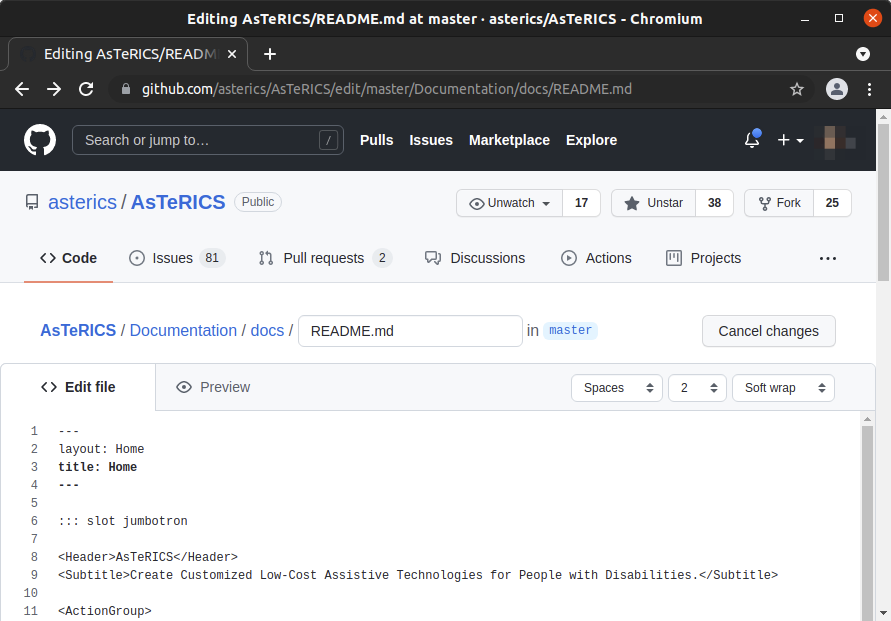 Editing AsTeRICS/README.md at master · asterics/AsTeRICS - Chromium
Editing AsTeRICS/READM
github.com/asterics/AsTeRICS/edit/master/Documentation/docs/README.md
Search or jump to… / Pulls Issues Marketplace Explore
asterics / AsTeRICS Public Unwatch 17 Unstar 38 Fork 25
Code Issues 81 Pull requests 2 Discussions Actions Projects
AsTeRICS / Documentation / docs / README.md in master Cancel changes
Edit file Preview Spaces 2 Soft wrap
1 ---
2 layout: Home
3 title: Home
4 ---
5
6 ::: slot jumbotron
7
8 <Header>AsTeRICS</Header>
9 <Subtitle>Create Customized Low-Cost Assistive Technologies for People with Disabilities.</Subtitle>
10
11 <ActionGroup>